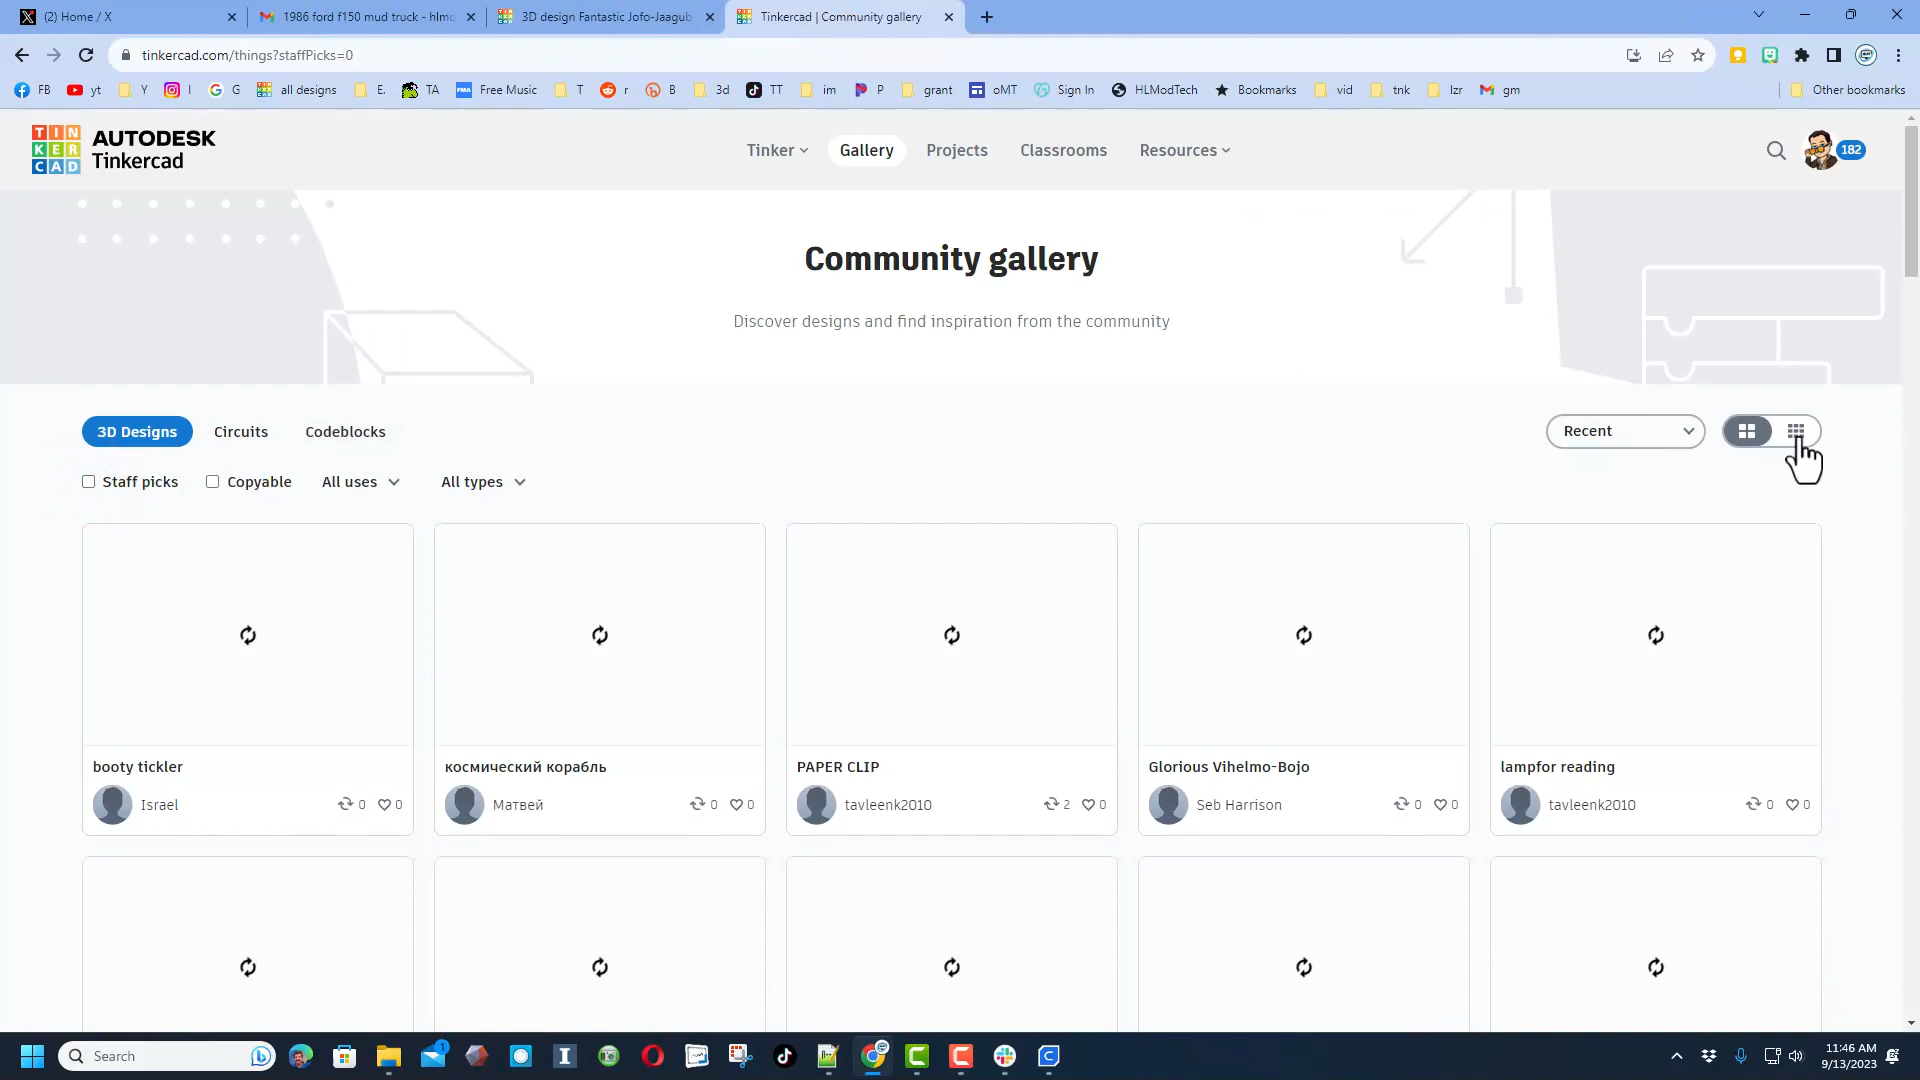 (2) Home / X
1986 ford f150 mud truck - hlmo
3D design Fantastic Jofo-Jaagub
Tinkercad | Community gallery
tinkercad.com/things?staffPicks=0
FB
yt
Y
I
G
all designs
E.
TA
FMA Free Music
T
r
B
3d
TT
im
P
grant
oMT
Sign In
HLModTech
Bookmarks
vid
tnk
lzr
gm
Other bookmarks
TIN
KER
CAD
AUTODESK
Tinkercad
Tinker
Gallery
Projects
Classrooms
Resources
182
Community gallery
Discover designs and find inspiration from the community
3D Designs
Circuits
Codeblocks
Recent
Staff picks
Copyable
All uses
All types
booty tickler
Israel
0
0
космический корабль
Матвей
0
0
PAPER CLIP
tavleenk2010
2
0
Glorious Vihelmo-Bojo
Seb Harrison
0
0
lampfor reading
tavleenk2010
0
0
Search
1
11:46 AM
9/13/2023